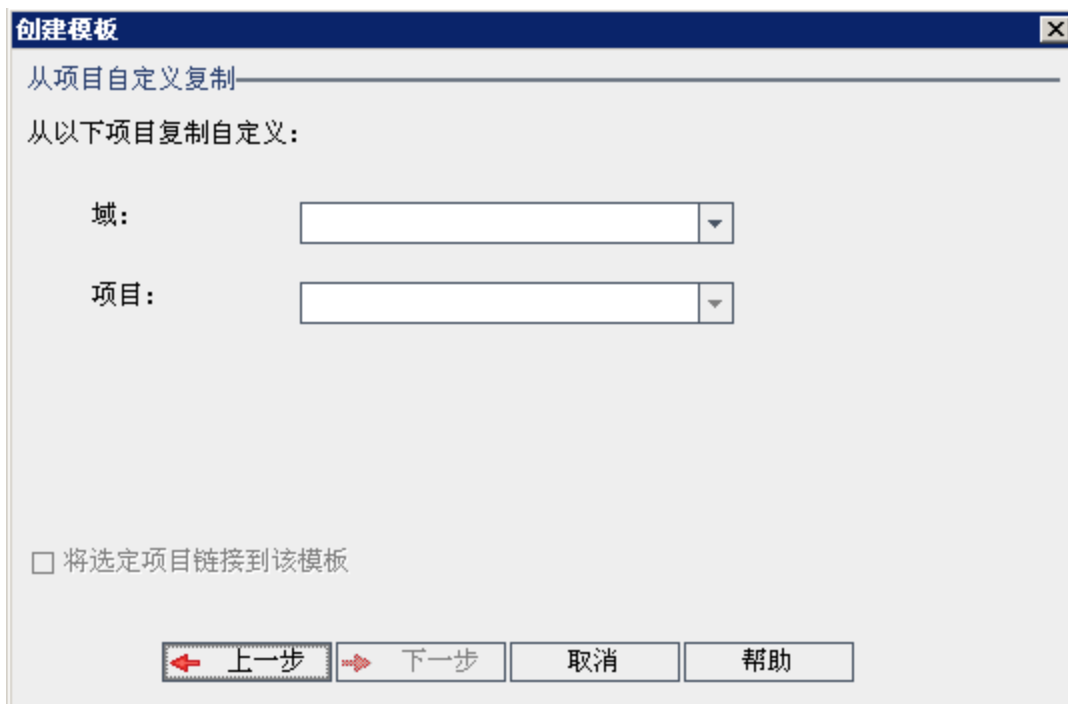 创建模板
从项目自定义复制
从以下项目复制自定义：
域：
项目：
将选定项目链接到该模板
上一步 下一步 取消 帮助